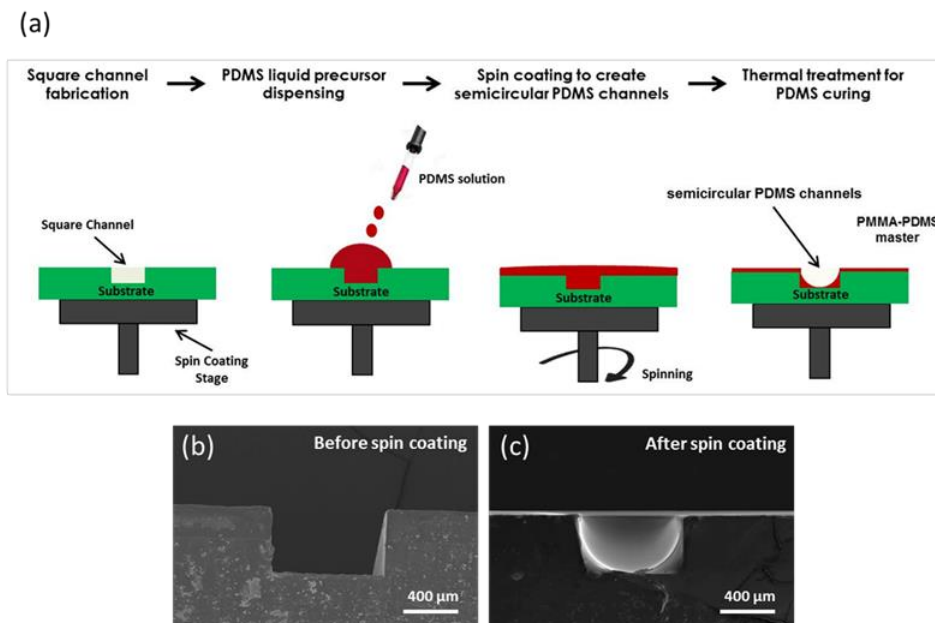 (a)
Square channel
fabrication
PDMS liquid precursor
dispensing
Spin coating to create
semicircular PDMS channels
Thermal treatment for
PDMS curing
PDMS solution
Square Channel
Substrate
Spin Coating
Stage
Substrate
Substrate
Spinning
semicircular PDMS channels
PMMA-PDMS
master
Substrate
(b)
Before spin coating
400 µm
(c)
After spin coating
400 µm